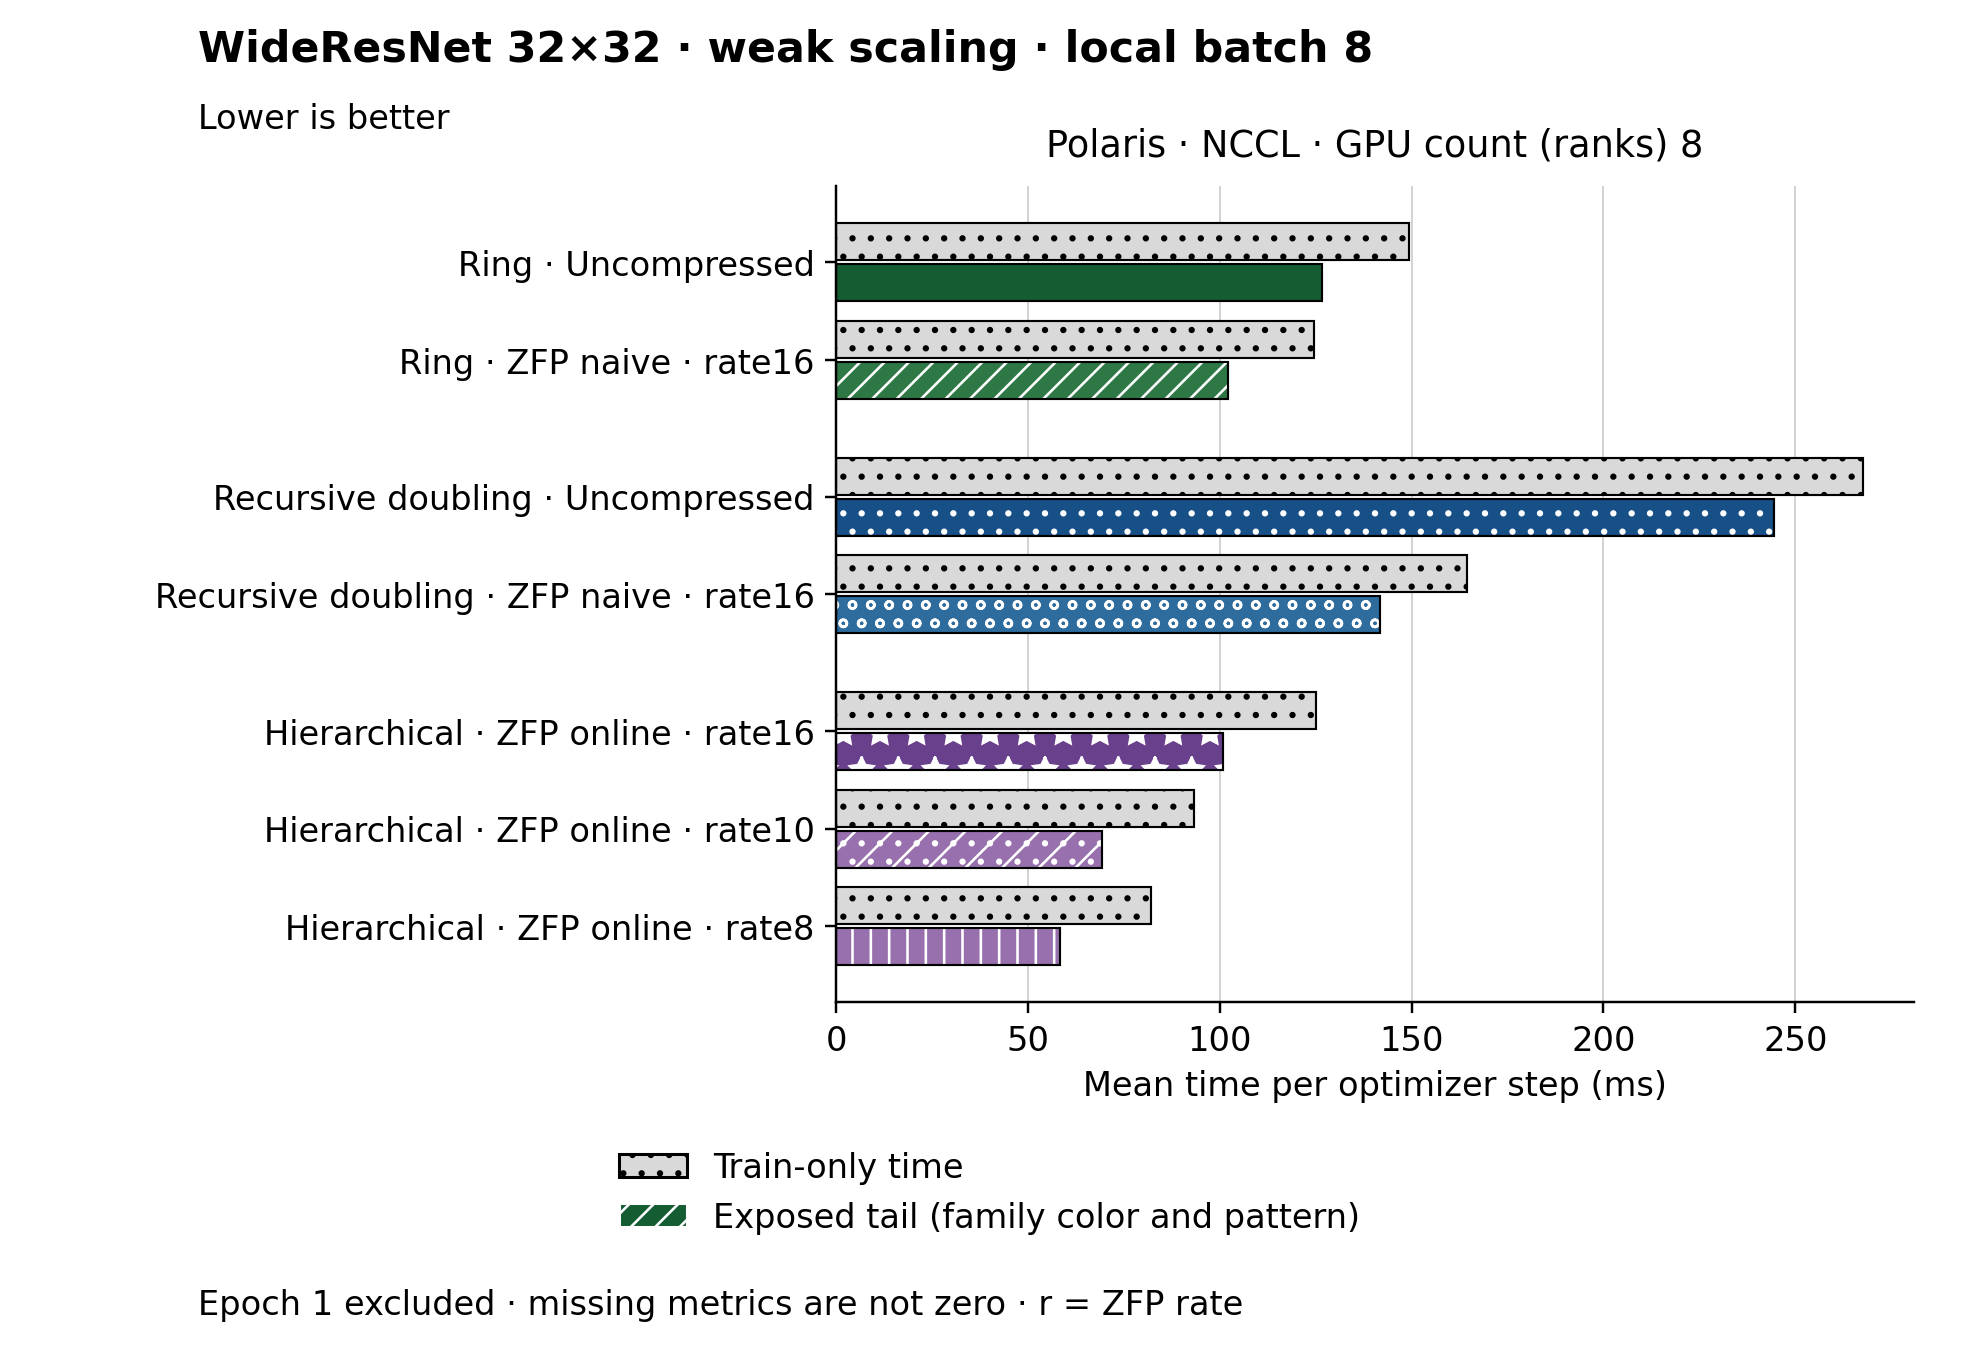 WideResNet 32×32 · weak scaling · local batch 8
Lower is better
Polaris · NCCL · GPU count (ranks) 8
Ring · Uncompressed
Ring · ZFP naive · rate16
Recursive doubling · Uncompressed
Recursive doubling · ZFP naive · rate16
Hierarchical · ZFP online · rate16
Hierarchical · ZFP online · rate10
Hierarchical · ZFP online · rate8
0 50 100 150 200 250
Mean time per optimizer step (ms)
Train-only time
Exposed tail (family color and pattern)
Epoch 1 excluded · missing metrics are not zero · r = ZFP rate